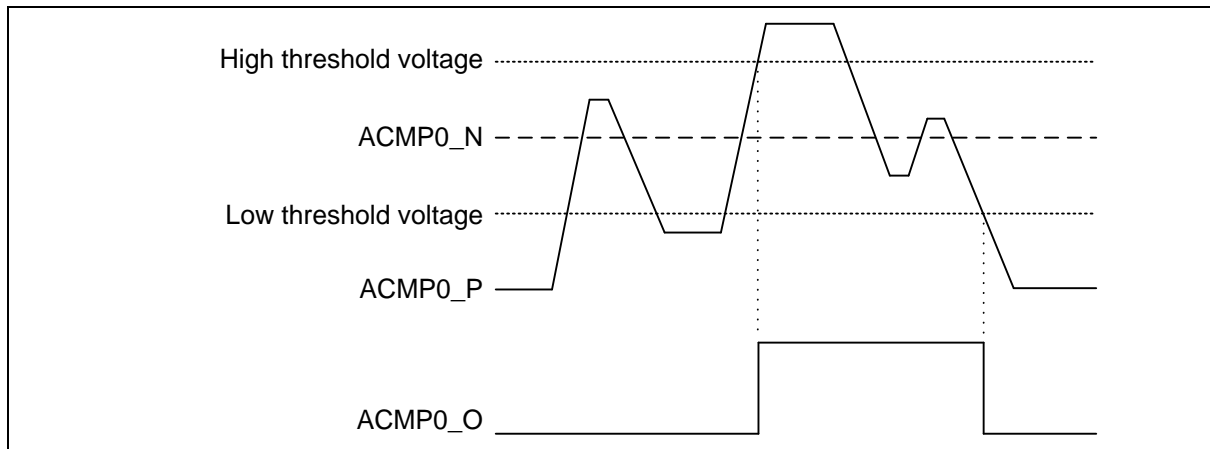 High threshold voltage
ACMP0_N
Low threshold voltage
ACMP0_P
ACMP0_O